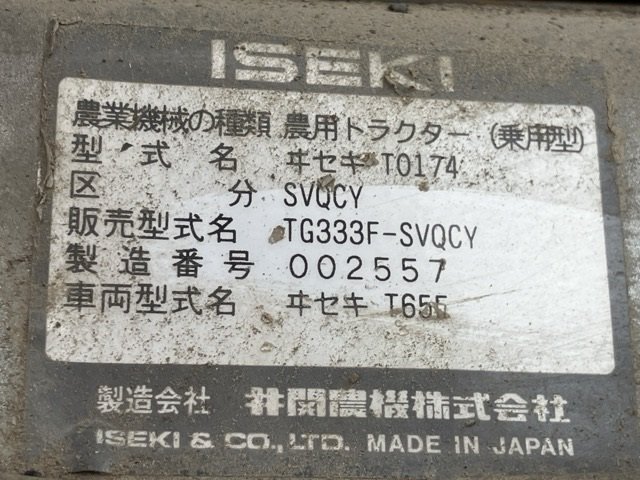 ISEKI
農業機械の種類 農用トラクター (乗用型)
型式名 ヰセキ T0174
区分 SVQCY
販売型式名 TG333F-SVQCY
製造番号 002557
車両型式名 ヰセキ
製造会社 井関農機株式会社
ISEKI & CO., LTD. MADE IN JAPAN